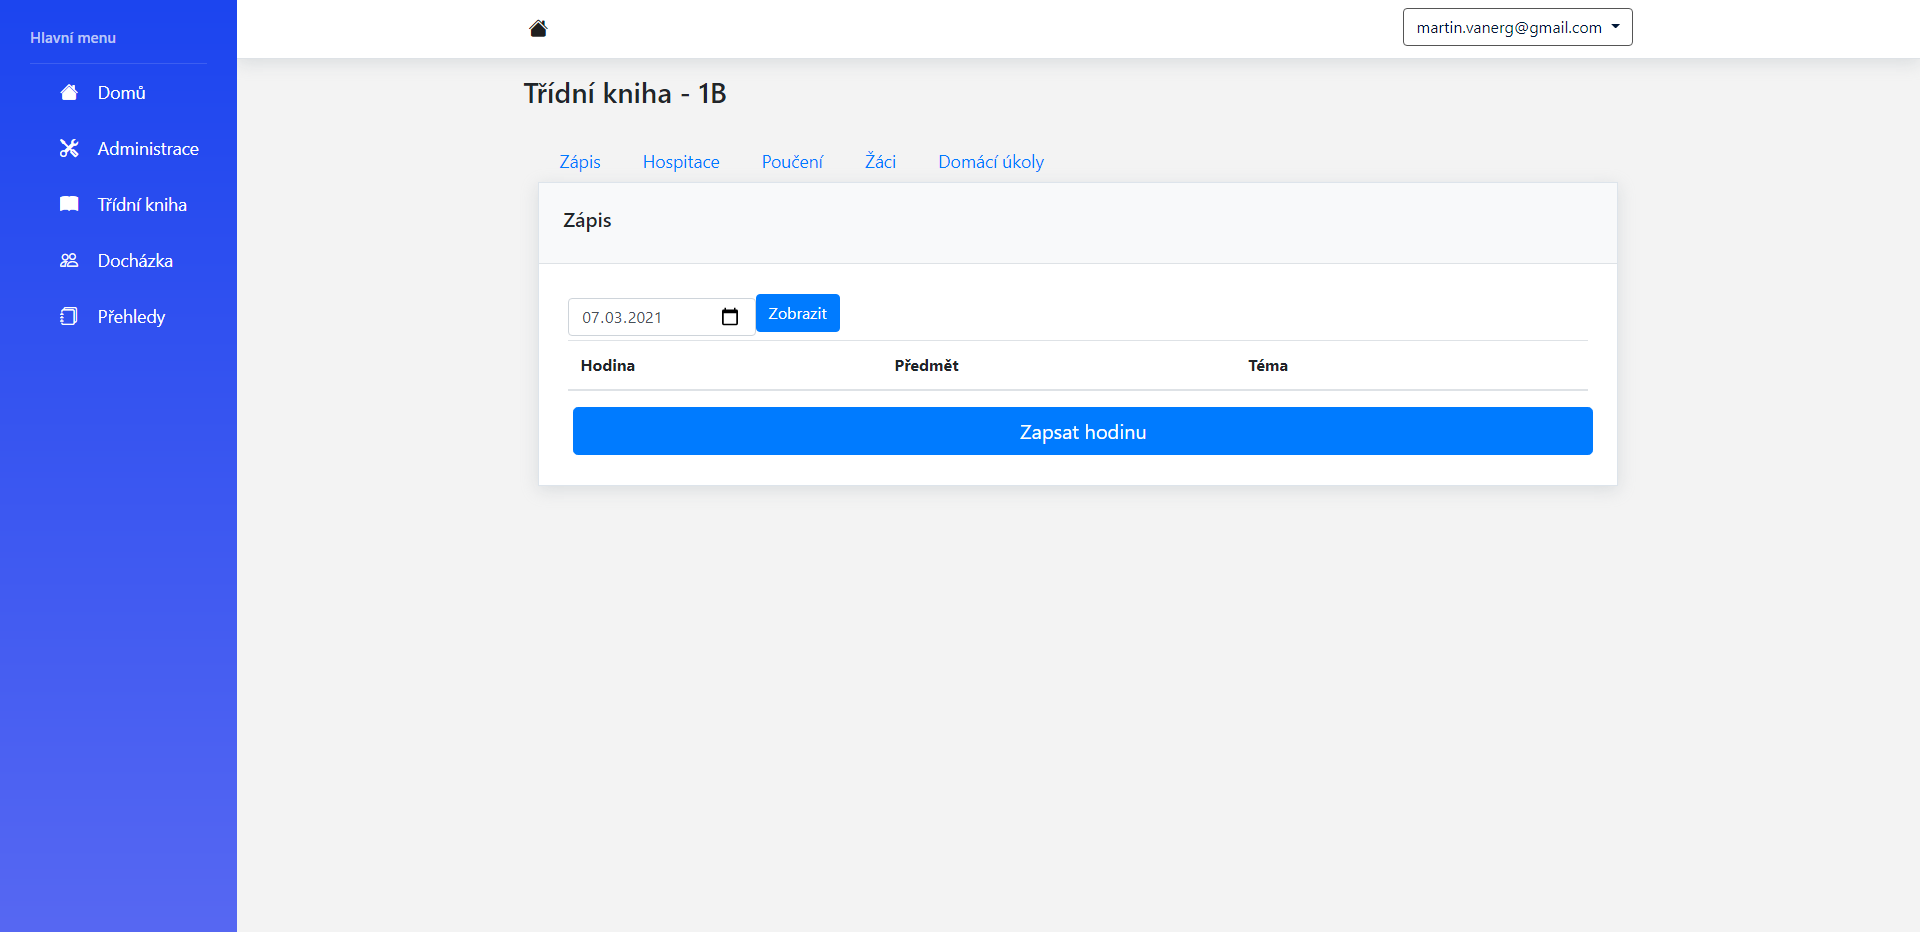 Hlavní menu
Domů
Administrace
Třídní kniha
Docházka
Přehledy
martin.vanerg@gmail.com
Třídní kniha - 1B
Zápis Hospitace Poučení Žáci Domácí úkoly
Zápis
07.03.2021 Zobrazit
Hodina Předmět Téma
Zapsat hodinu